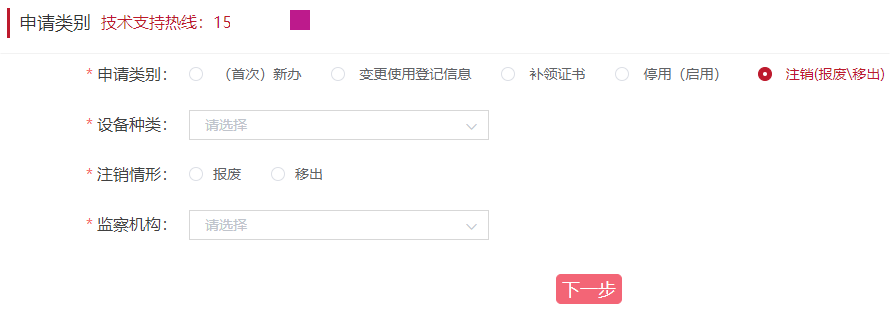 申请类别 技术支持热线：15
* 申请类别： （首次）新办 变更使用登记信息 补领证书 停用（启用） 注销(报废\移出)
* 设备种类： 请选择
* 注销情形： 报废 移出
* 监察机构： 请选择
下一步